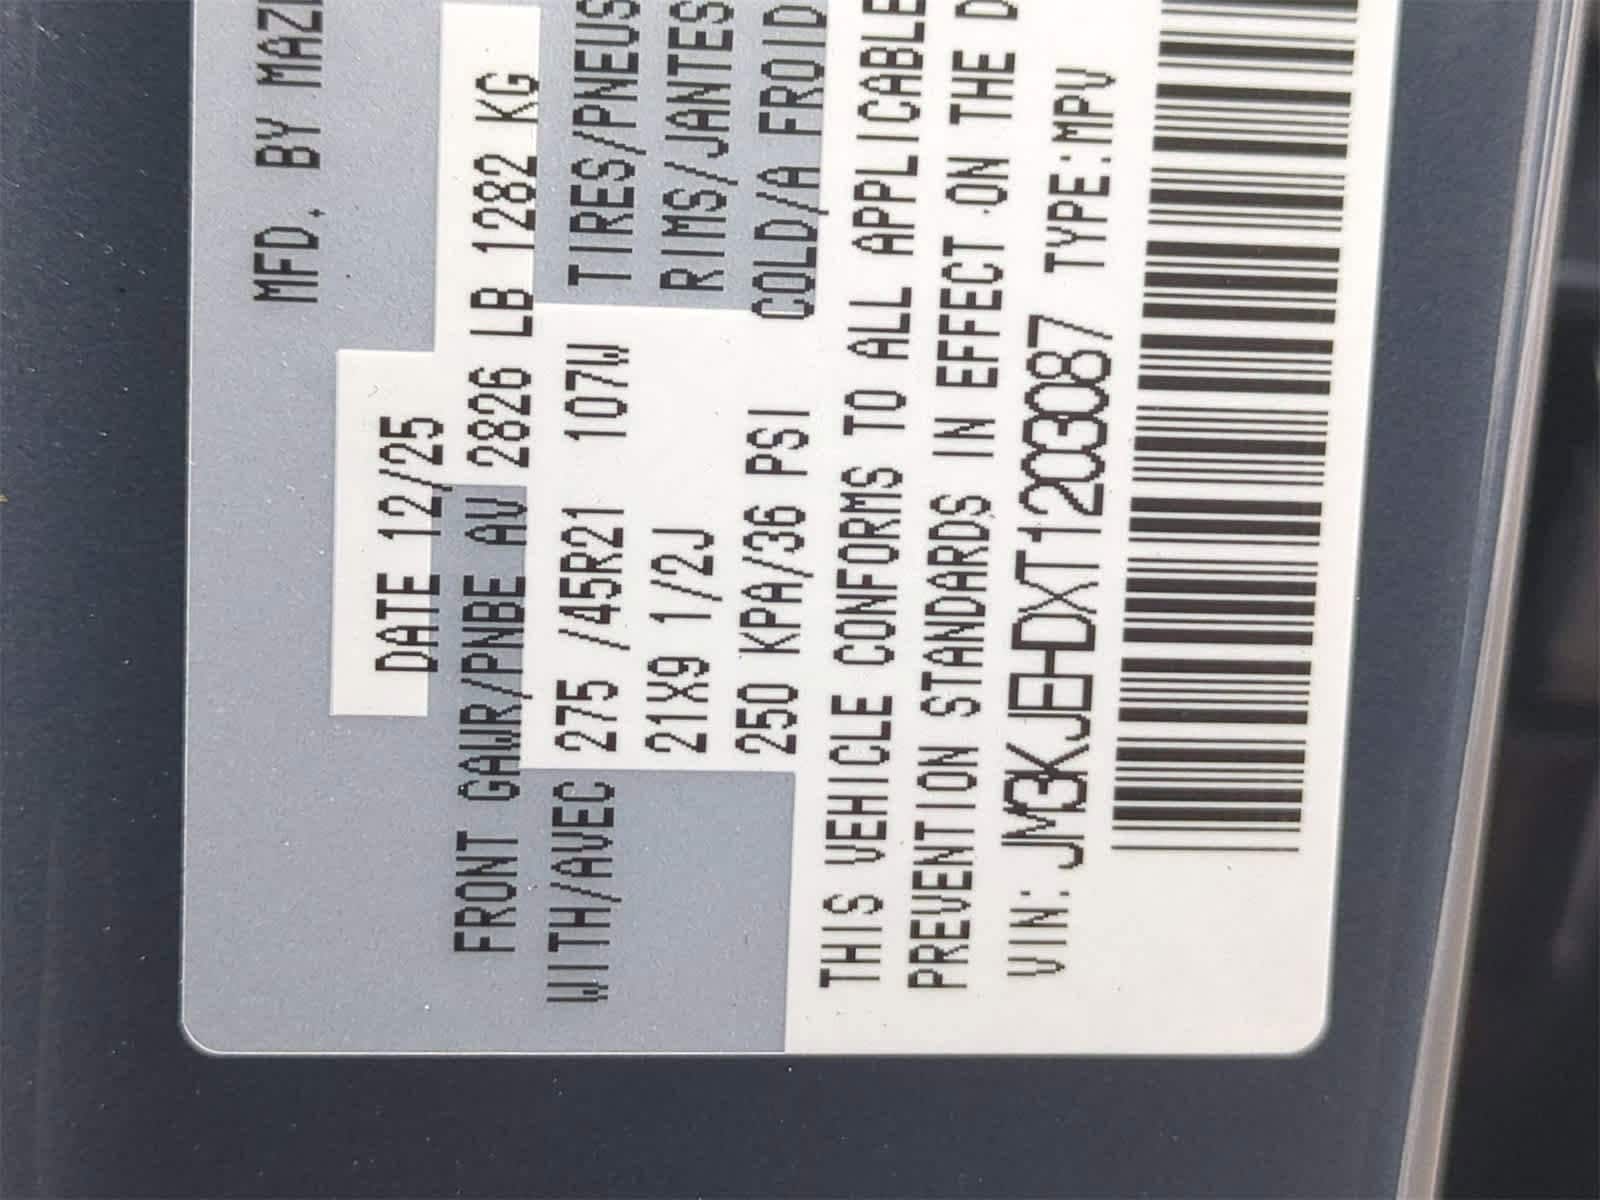 MFD. BY MAZ
DATE 12/25
FRONT GAWR/PNBE AV 2826 LB 1282 KG
WITH/AVEC 275 /45R21 107W TIRES/PNEUS
21X9 1/2J RIMS/JANTES
250 KPA/36 PSI COLD/A FROID
THIS VEHICLE CONFORMS TO ALL APPLICABLE
PREVENTION STANDARDS IN EFFECT ON THE D
VIN: JM3KJEHDXT1203087 TYPE:MPV